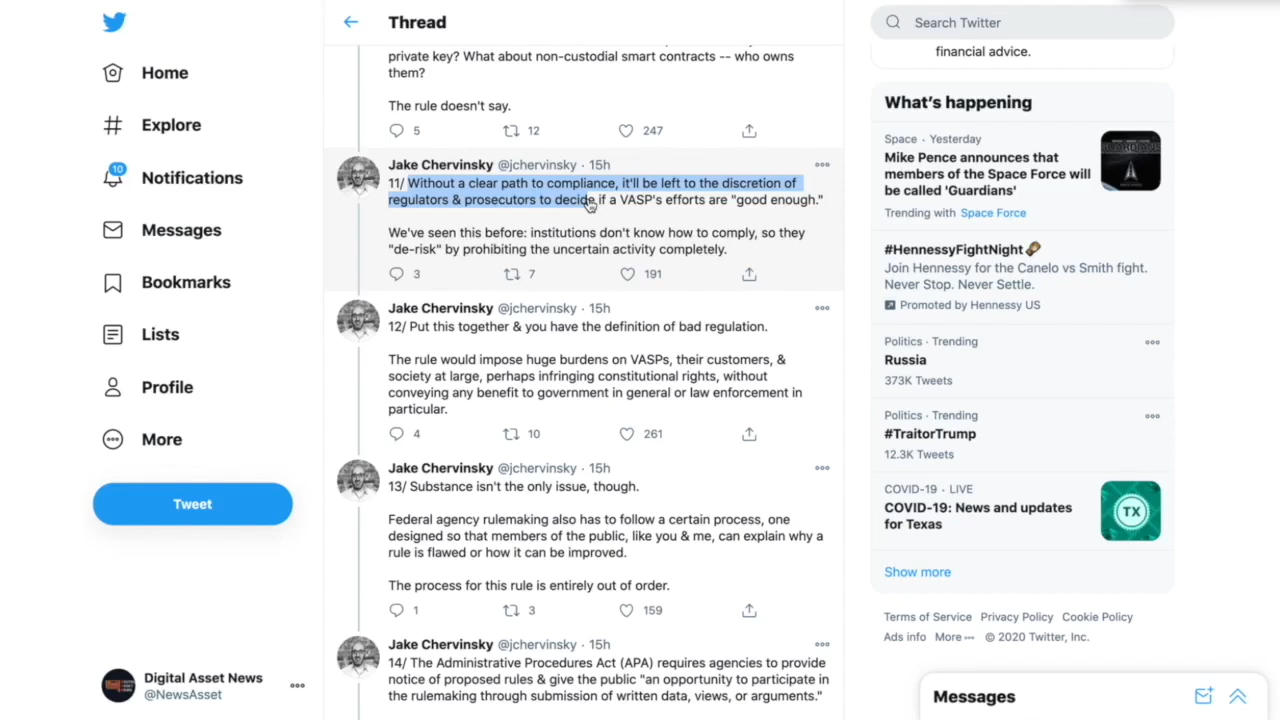 Home
Explore
10
Notifications
Messages
Bookmarks
Lists
Profile
More
Tweet
Digital Asset News
@NewsAsset
Thread
private key? What about non-custodial smart contracts -- who owns
them?
The rule doesn't say.
5 12 247
Jake Chervinsky @jchervinsky · 15h
11/ Without a clear path to compliance, it'll be left to the discretion of
regulators & prosecutors to decide if a VASP's efforts are "good enough."
We've seen this before: institutions don't know how to comply, so they
"de-risk" by prohibiting the uncertain activity completely.
3 7 191
Jake Chervinsky @jchervinsky · 15h
12/ Put this together & you have the definition of bad regulation.
The rule would impose huge burdens on VASPs, their customers, &
society at large, perhaps infringing constitutional rights, without
conveying any benefit to government in general or law enforcement in
particular.
4 10 261
Jake Chervinsky @jchervinsky · 15h
13/ Substance isn't the only issue, though.
Federal agency rulemaking also has to follow a certain process, one
designed so that members of the public, like you & me, can explain why a
rule is flawed or how it can be improved.
The process for this rule is entirely out of order.
1 3 159
Jake Chervinsky @jchervinsky · 15h
14/ The Administrative Procedures Act (APA) requires agencies to provide
notice of proposed rules & give the public "an opportunity to participate in
the rulemaking through submission of written data, views, or arguments."
Search Twitter
financial advice.
What's happening
Space · Yesterday
Mike Pence announces that
members of the Space Force will
be called 'Guardians'
Trending with Space Force
#HennessyFightNight
Join Hennessy for the Canelo vs Smith fight.
Never Stop. Never Settle.
Promoted by Hennessy US
Politics · Trending
Russia
373K Tweets
Politics · Trending
#TraitorTrump
12.3K Tweets
COVID-19 · LIVE
COVID-19: News and updates
for Texas
TX
Show more
Terms of Service Privacy Policy Cookie Policy
Ads info More © 2020 Twitter, Inc.
Messages